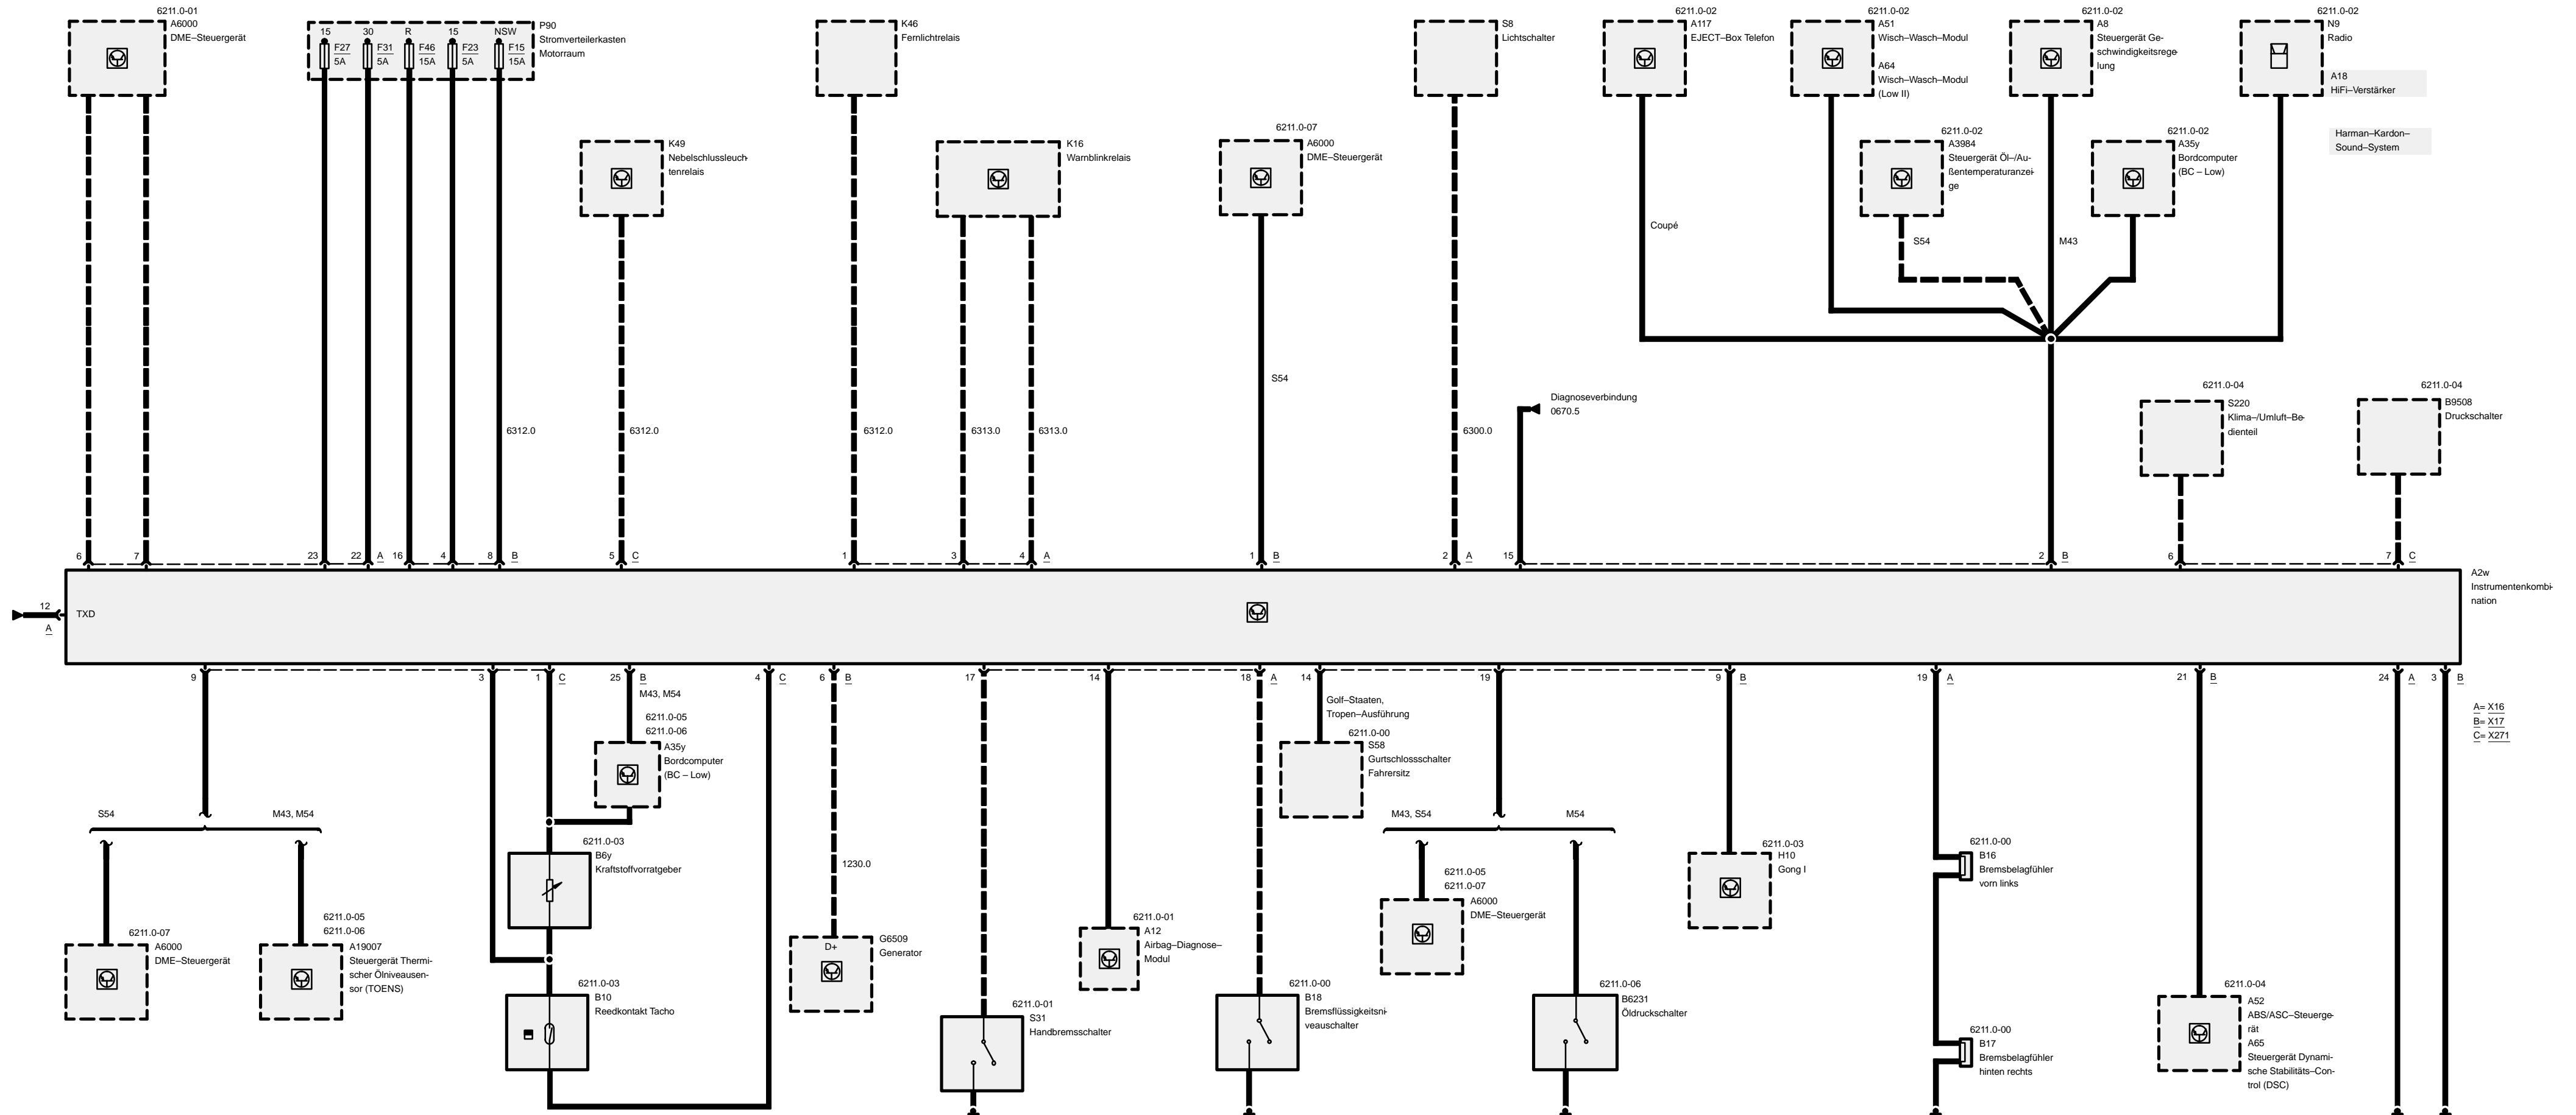 6211.0-01
A6000
DME–Steuergerät
15
30
R
15
NSW
F27
5A
F31
5A
F46
15A
F23
5A
F15
15A
P90
Stromverteilerkasten
Motorraum
K46
Fernlichtrelais
S8
Lichtschalter
6211.0-02
A117
EJECT–Box Telefon
6211.0-02
A51
Wisch–Wasch–Modul
A64
Wisch–Wasch–Modul
(Low II)
6211.0-02
A8
Steuergerät Ge-
schwindigkeitsrege-
lung
6211.0-02
N9
Radio
A18
HiFi–Verstärker
Harman–Kardon–
Sound–System
K49
Nebelschlussleuch-
tenrelais
K16
Warnblinkrelais
6211.0-07
A6000
DME–Steuergerät
6211.0-02
A3984
Steuergerät Öl–/Au-
ßentemperaturanzei-
ge
6211.0-02
A35y
Bordcomputer
(BC – Low)
Coupé
S54
M43
S54
Diagnoseverbindung
0670.5
6211.0-04
S220
Klima–/Umluft–Be-
dienteil
6211.0-04
B9508
Druckschalter
6312.0
6312.0
6312.0
6313.0
6313.0
6300.0
6
7
23
22
A
16
4
8
B
5
C
1
3
4
A
1
B
2
A
15
2
B
6
7
C
12
A
TXD
A2w
Instrumentenkombi-
nation
9
3
1
C
25
B
4
C
6
B
17
14
18
A
14
19
9
B
19
A
21
B
24
A
3
B
A= X16
B= X17
C= X271
M43, M54
6211.0-05
6211.0-06
A35y
Bordcomputer
(BC – Low)
Golf–Staaten,
Tropen–Ausführung
6211.0-00
S58
Gurtschlossschalter
Fahrersitz
S54
M43, M54
M43, S54
M54
6211.0-03
B6y
Kraftstoffvorratgeber
1230.0
6211.0-05
6211.0-07
A6000
DME–Steuergerät
6211.0-03
H10
Gong I
6211.0-00
B16
Bremsbelagfühler
vorn links
6211.0-07
A6000
DME–Steuergerät
6211.0-05
6211.0-06
A19007
Steuergerät Thermi-
scher Ölniveausen-
sor (TOENS)
6211.0-03
B10
Reedkontakt Tacho
D+
G6509
Generator
6211.0-01
S31
Handbremsschalter
6211.0-01
A12
Airbag–Diagnose–
Modul
6211.0-00
B18
Bremsflüssigkeitsni-
veauschalter
6211.0-06
B6231
Öldruckschalter
6211.0-00
B17
Bremsbelagfühler
hinten rechts
6211.0-04
A52
ABS/ASC–Steuerge-
rät
A65
Steuergerät Dynami-
sche Stabilitäts–Con-
trol (DSC)